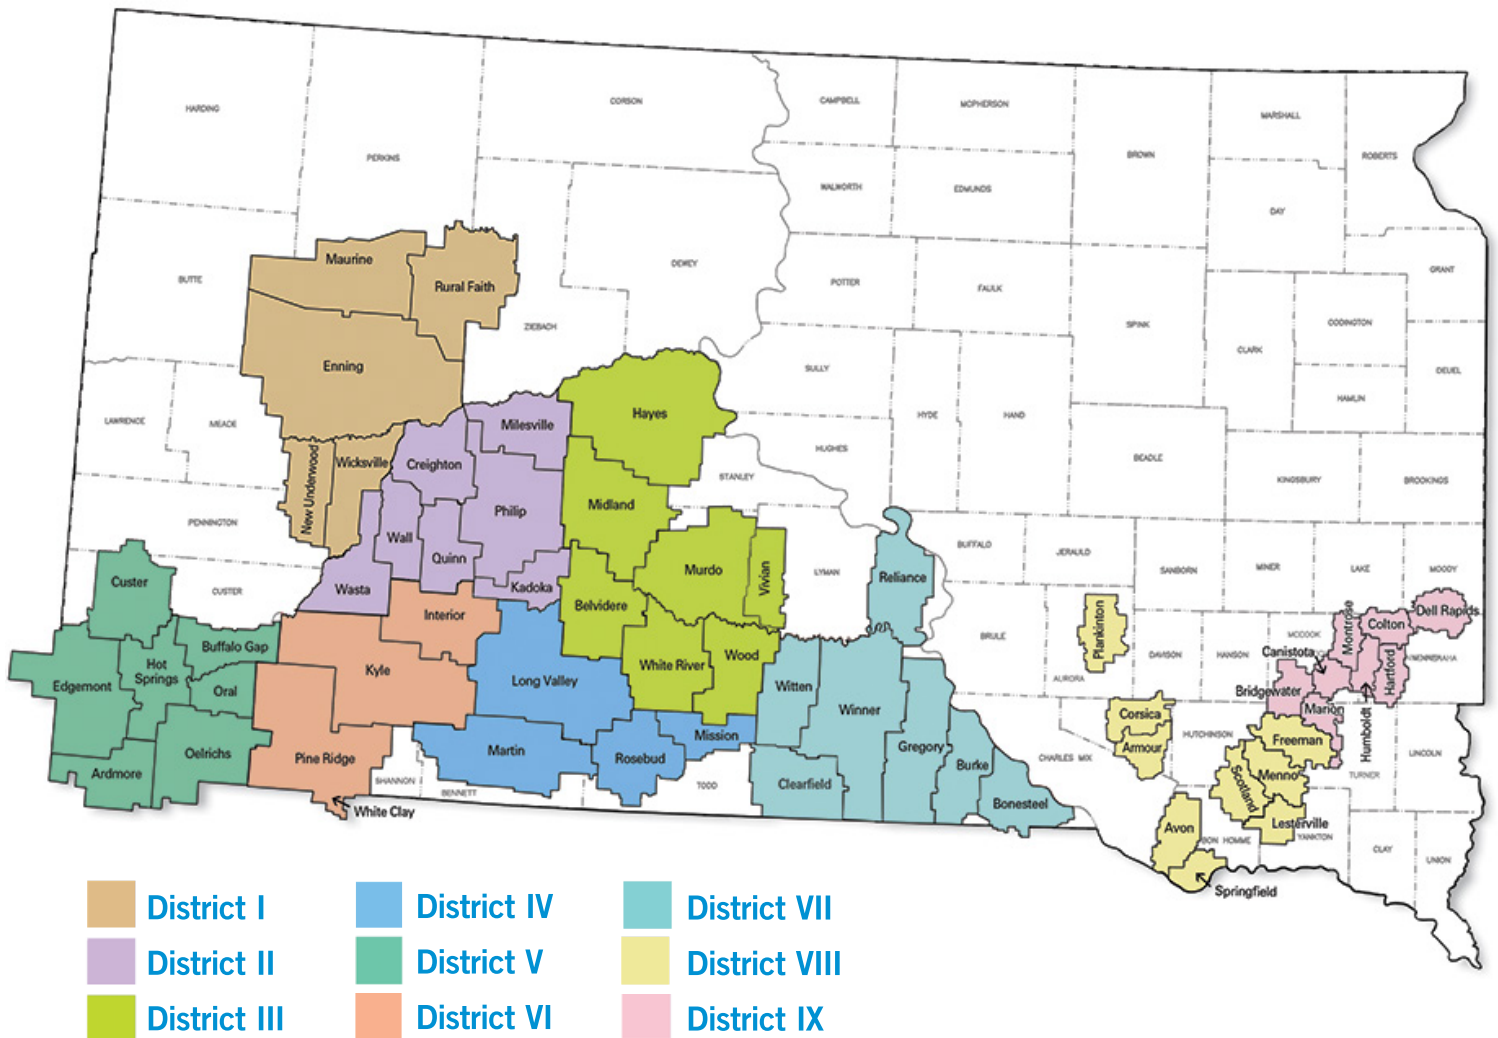 HARDING
CORSON
CAMPBELL
MCPHERSON
MARSHALL
PERKINS
BROWN
ROBERTS
WALWORTH
EDMUNDS
DAY
Maurine
DEWEY
GRANT
BUTTE
Rural Faith
POTTER
FAULK
ZIEBACH
SPINK
CODINGTON
CLARK
Enning
SULLY
DEUEL
HAMLIN
LAWRENCE
MEADE
Milesville
Hayes
HYDE
HAND
New Underwood
Wicksville
Creighton
HUGHES
BEADLE
STANLEY
KINGSBURY
BROOKINGS
Midland
Philip
PENNINGTON
Wall
Quinn
BUFFALO
JERAULD
Custer
CUSTER
Wasta
Kadoka
Murdo
Vivian
LYMAN
Reliance
SANBORN
MINER
LAKE
MOODY
Belvidere
Interior
Dell Rapids
Colton
Montrose
Plankinton
BRULE
MCCOOK
Buffalo Gap
Hot
Springs
Kyle
White River
Wood
Canistota
DAVISON
HANSON
Hartford
MINNEHAHA
Edgemont
Oral
Long Valley
Witten
AURORA
Bridgewater
Winner
Marion
Corsica
Humboldt
Oelrichs
Pine Ridge
Martin
Rosebud
Mission
Gregory
Armour
HUTCHINSON
Freeman
LINCOLN
Ardmore
SHANNON
BENNETT
TODD
Clearfield
Burke
CHARLES MIX
Menno
TURNER
Scotland
White Clay
Bonesteel
Avon
Lesterville
BON HOMME
YANKTON
CLAY
UNION
Springfield
District I
District IV
District VII
District II
District V
District VIII
District III
District VI
District IX